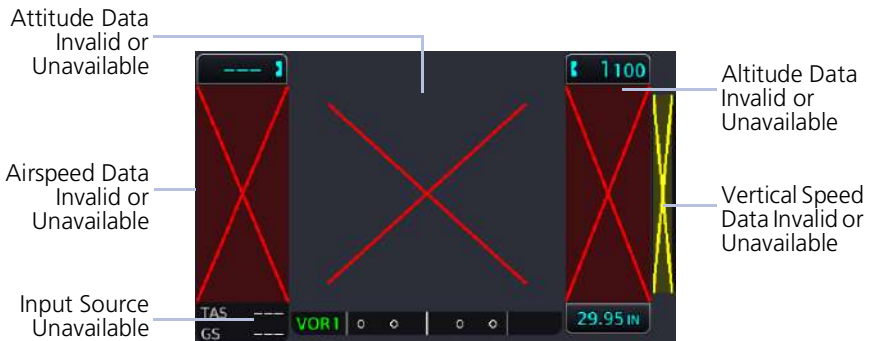 Attitude Data
Invalid or
Unavailable
--- 
1100
Altitude Data
Invalid or
Unavailable
Airspeed Data
Invalid or
Unavailable
Vertical Speed
Data Invalid or
Unavailable
Input Source
Unavailable
TAS ---
GS ---
VOR1
29.95 IN